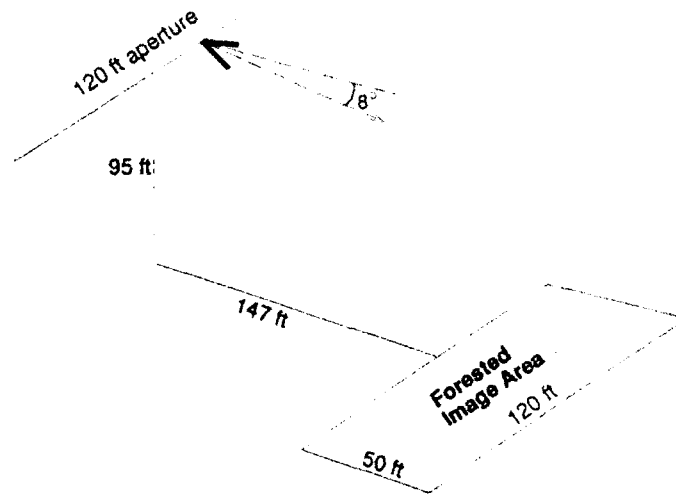 120 ft aperture
8°
95 ft
147 ft
Forested
Image Area
120 ft
50 ft